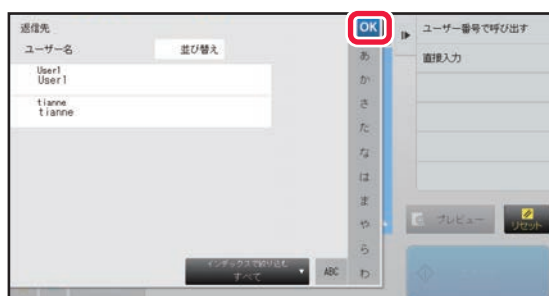 返信先
OK
ユーザー名
並び替え
User1
User1
tianne
tianne
あ
か
さ
た
な
は
ま
や
ら
わ
インデックスで絞り込む
すべて
ABC
ユーザー番号で呼び出す
直接入力
プレビュー
リセット